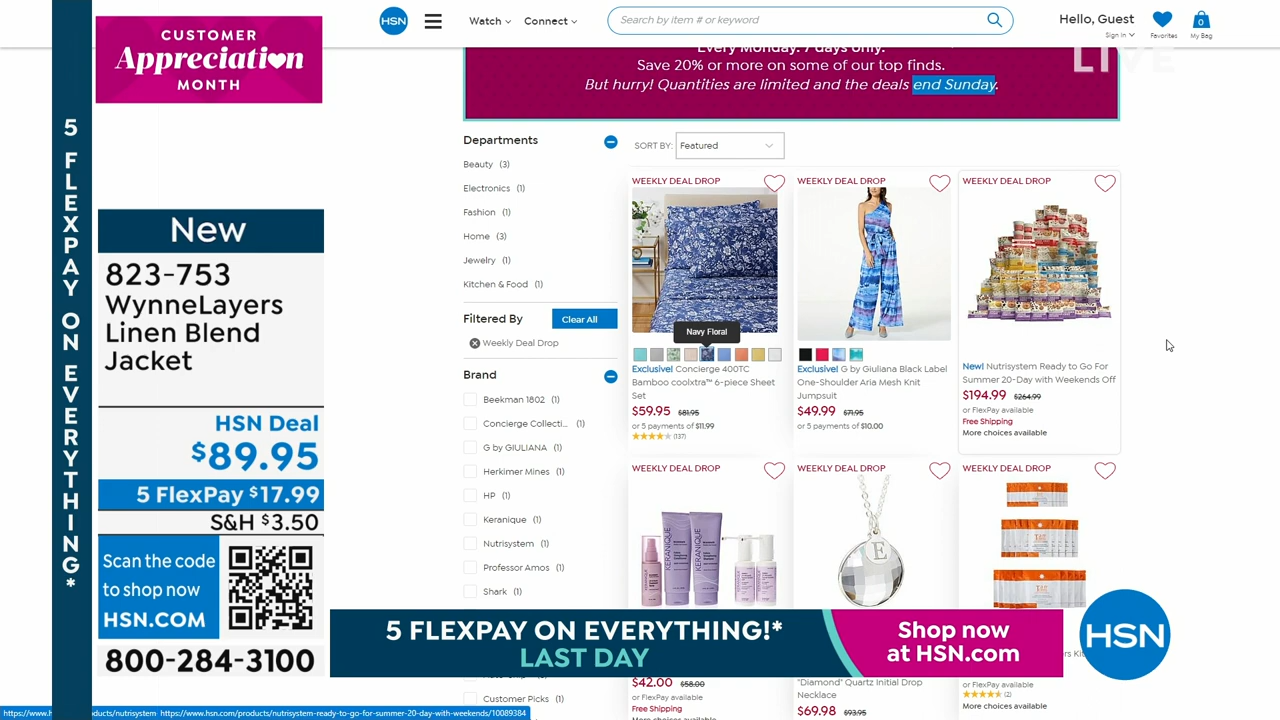 CUSTOMER
Appreciation
MONTH
5 FLEXPAY ON EVERYTHING*
New
823-753
WynneLayers
Linen Blend
Jacket
HSN Deal
$89.95
5 FlexPay $17.99
S&H $3.50
Scan the code
to shop now
HSN.COM
800-284-3100
HSN
Watch
Connect
Search by item # or keyword
Hello, Guest
Sign In
Favorites
0
My Bag
LIVE
Every Monday. 7 days only.
Save 20% or more on some of our top finds.
But hurry! Quantities are limited and the deals end Sunday.
Departments
Beauty (3)
Electronics (1)
Fashion (1)
Home (3)
Jewelry (1)
Kitchen & Food (1)
Filtered By
Clear All
Weekly Deal Drop
Brand
Beekman 1802 (1)
Concierge Collecti... (1)
G by GIULIANA (1)
Herkimer Mines (1)
HP (1)
Keranique (1)
Nutrisystem (1)
Professor Amos (1)
Shark (1)
Customer Picks (1)
SORT BY: Featured
WEEKLY DEAL DROP
Navy Floral
Exclusive! Concierge 400TC
Bamboo coolxtra™ 6-piece Sheet
Set
$59.95 $81.95
or 5 payments of $11.99
(137)
WEEKLY DEAL DROP
Exclusive! G by Giuliana Black Label
One-Shoulder Aria Mesh Knit
Jumpsuit
$49.99 $71.95
or 5 payments of $10.00
WEEKLY DEAL DROP
New! Nutrisystem Ready to Go For
Summer 20-Day with Weekends Off
$194.99 $264.99
or FlexPay available
Free Shipping
More choices available
WEEKLY DEAL DROP
KERANIQUE
KERANIQUE
$42.00 $58.00
or FlexPay available
Free Shipping
More choices available
WEEKLY DEAL DROP
E
"Diamond" Quartz Initial Drop
Necklace
$69.98 $93.95
WEEKLY DEAL DROP
or FlexPay available
(2)
More choices available
5 FLEXPAY ON EVERYTHING!*
LAST DAY
Shop now
at HSN.com
HSN
https://www.hsn.com/products/nutrisystem-ready-to-go-for-summer-20-day-with-weekends/10089384